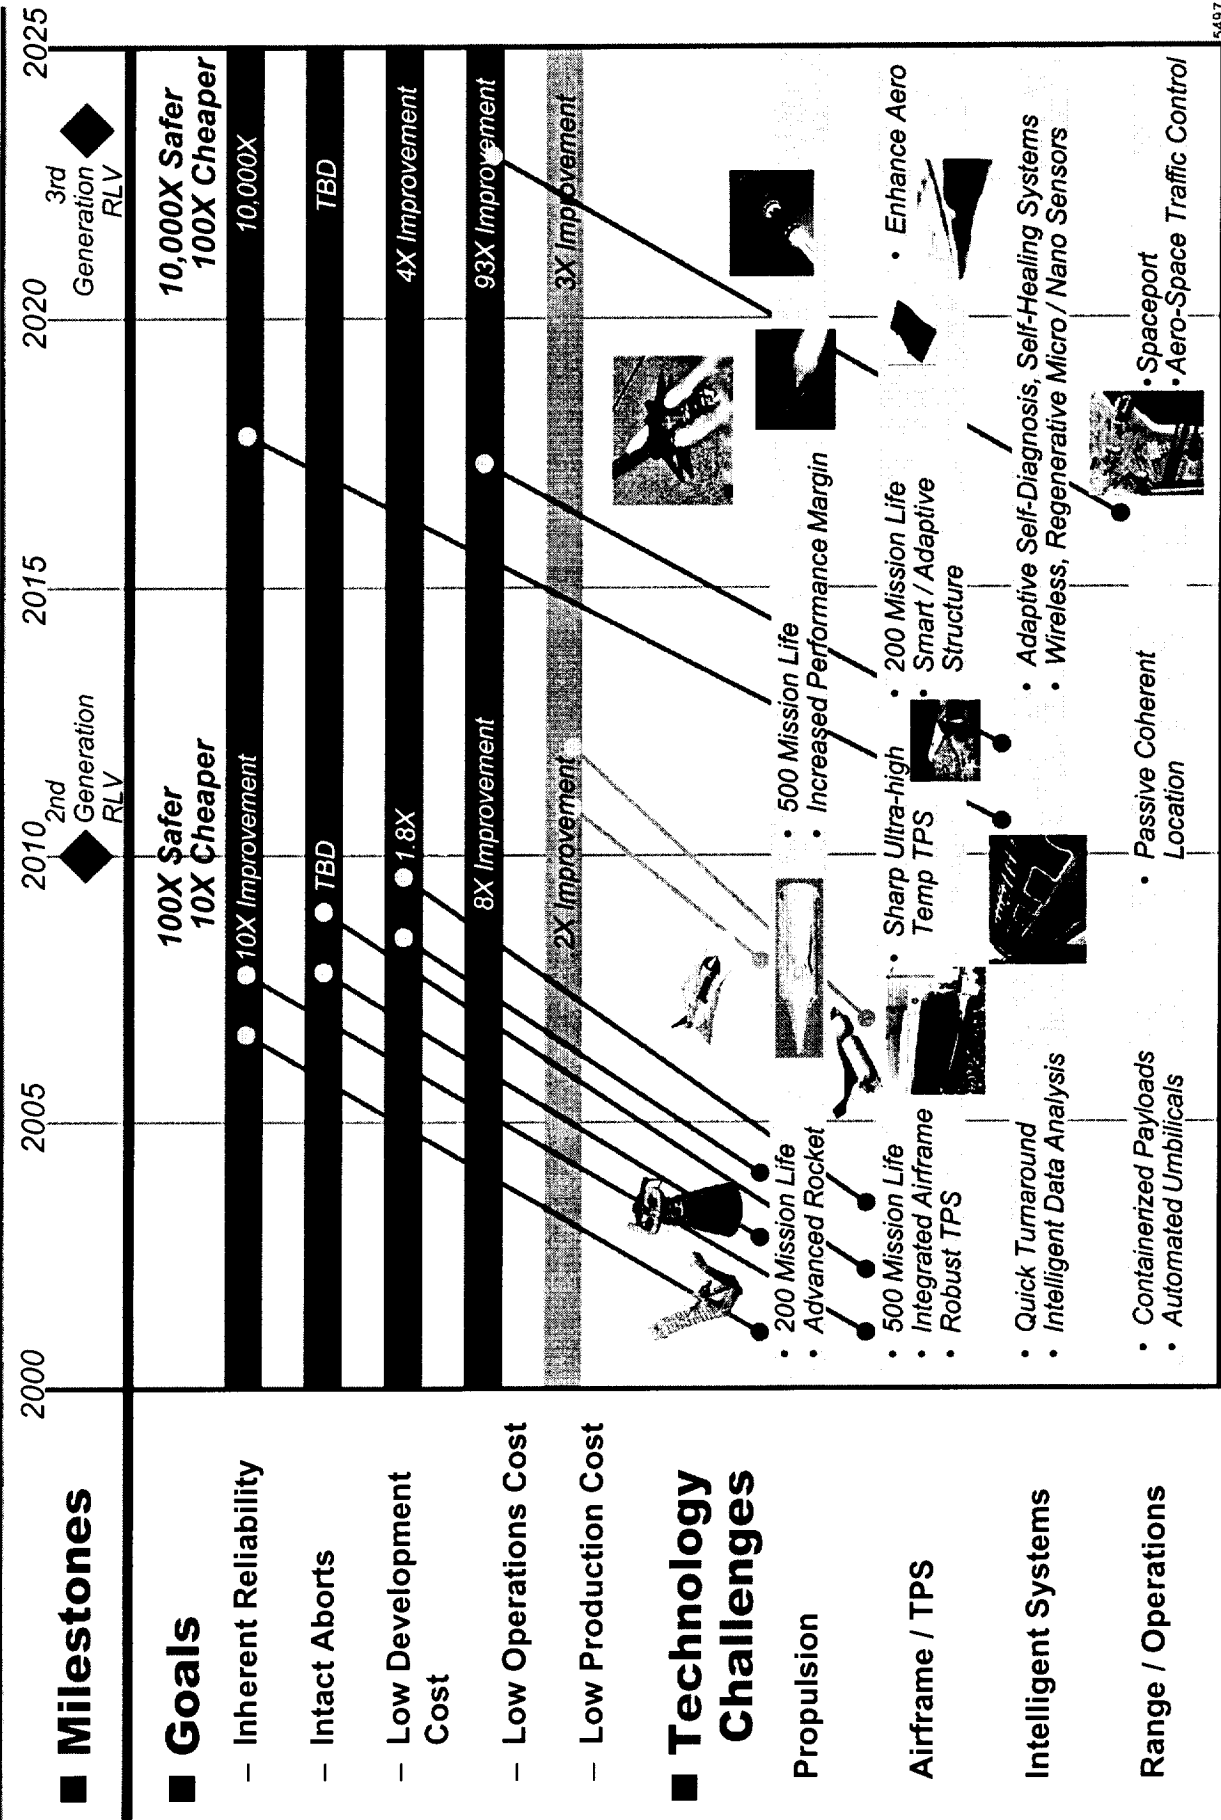 2000 2005 2010 2015 2020 2025
■ Milestones
2nd
Generation
RLV
3rd
Generation
RLV
■ Goals
100X Safer
10X Cheaper
10,000X Safer
100X Cheaper
– Inherent Reliability
10X Improvement
10,000X
– Intact Aborts
TBD
TBD
– Low Development
Cost
1.8X
4X Improvement
– Low Operations Cost
8X Improvement
93X Improvement
– Low Production Cost
2X Improvement
3X Improvement
■ Technology
Challenges
Propulsion
• 200 Mission Life
• Advanced Rocket
• 500 Mission Life
• Increased Performance Margin
Airframe / TPS
• 500 Mission Life
• Integrated Airframe
• Robust TPS
• Sharp Ultra-high
Temp TPS
• 200 Mission Life
• Smart / Adaptive
Structure
• Enhance Aero
Intelligent Systems
• Quick Turnaround
• Intelligent Data Analysis
• Adaptive Self-Diagnosis, Self-Healing Systems
• Wireless, Regenerative Micro / Nano Sensors
Range / Operations
• Containerized Payloads
• Automated Umbilicals
• Passive Coherent
Location
• Spaceport
• Aero-Space Traffic Control
5497